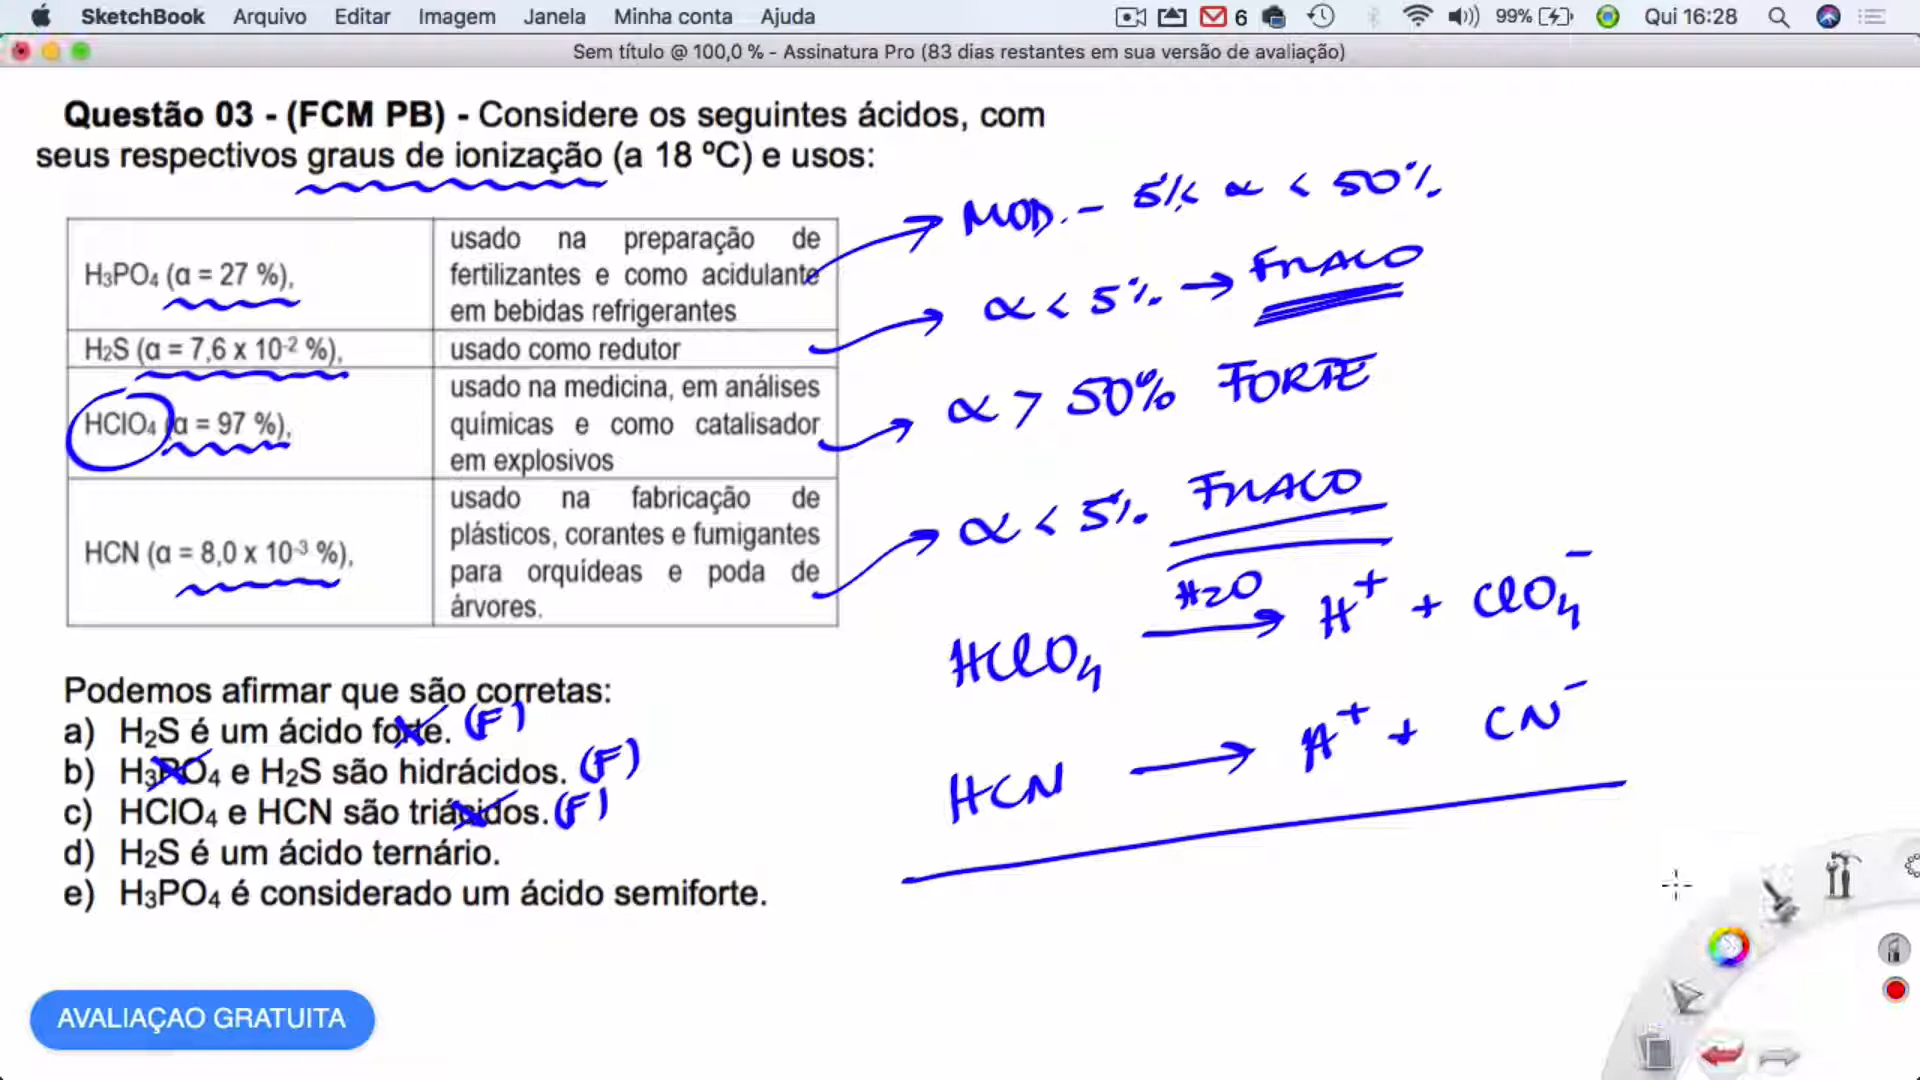 SketchBook Arquivo Editar Imagem Janela Minha conta Ajuda 6 99% Qui 16:28
Sem título @ 100,0 % - Assinatura Pro (83 dias restantes em sua versão de avaliação)
Questão 03 - (FCM PB) - Considere os seguintes ácidos, com
seus respectivos graus de ionização (a 18 ºC) e usos:
H₃PO₄ (α = 27 %),
usado na preparação de
fertilizantes e como acidulante
em bebidas refrigerantes
H₂S (α = 7,6 x 10⁻² %),
usado como redutor
HClO₄ (α = 97 %),
usado na medicina, em análises
químicas e como catalisador
em explosivos
HCN (α = 8,0 x 10⁻³ %),
usado na fabricação de
plásticos, corantes e fumigantes
para orquídeas e poda de
árvores.
MOD. - 5% < α < 50%
α < 5% → FRACO
α > 50% FORTE
α < 5% FRACO
H2O
HClO₄ → H⁺ + ClO₄⁻
HCN → H⁺ + CN⁻
Podemos afirmar que são corretas:
a) H₂S é um ácido forte. (F)
b) H₃PO₄ e H₂S são hidrácidos. (F)
c) HClO₄ e HCN são triácidos. (F)
d) H₂S é um ácido ternário.
e) H₃PO₄ é considerado um ácido semiforte.
AVALIAÇAO GRATUITA